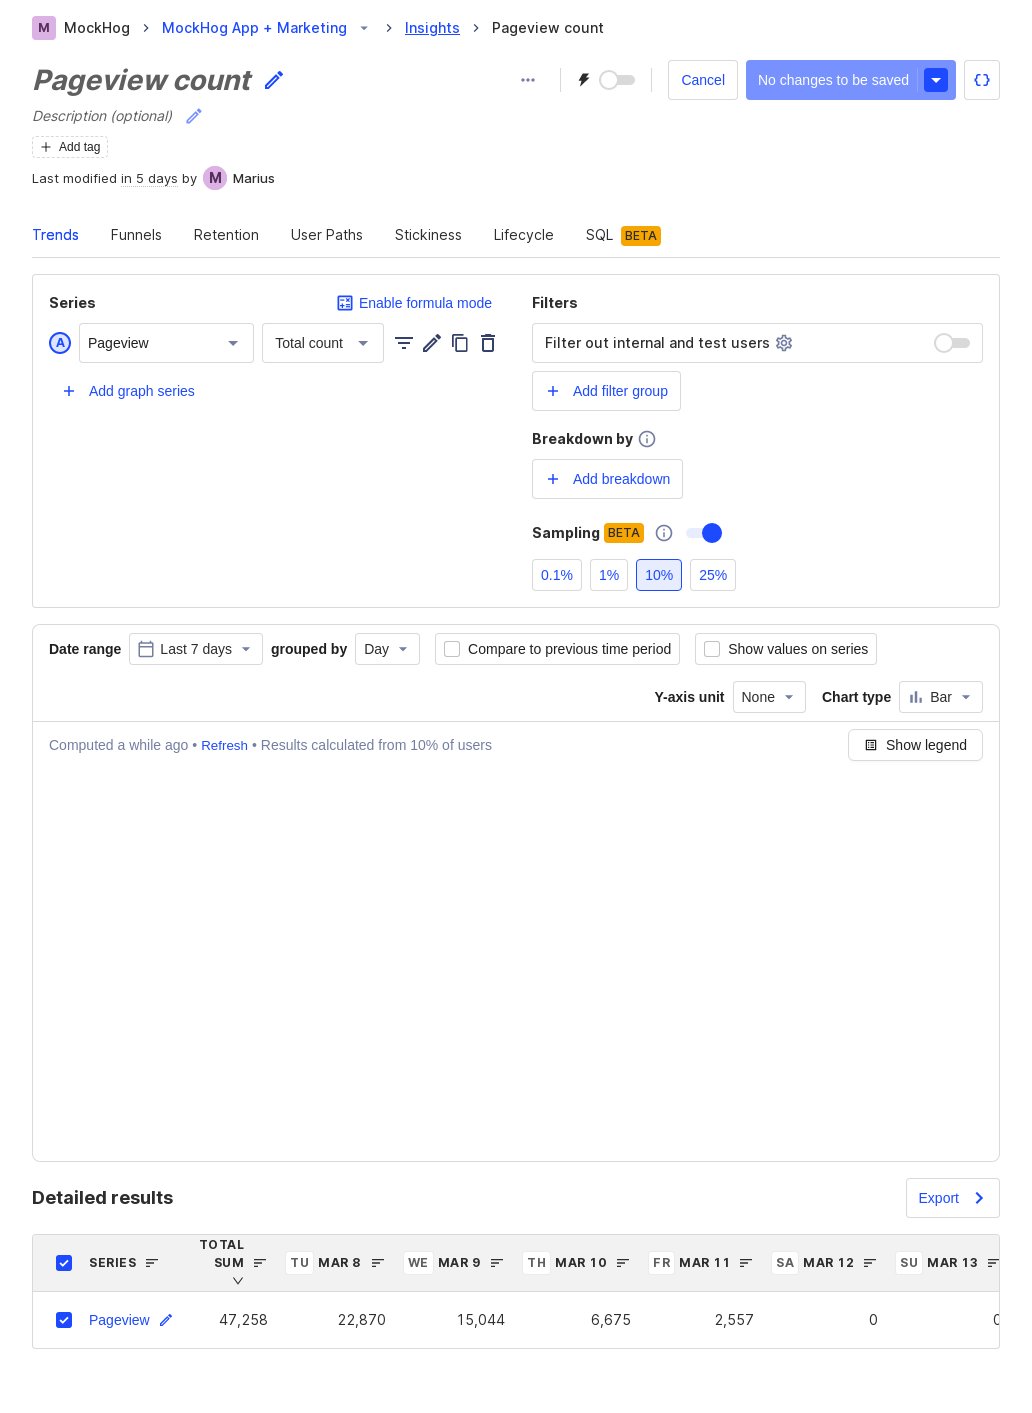 M MockHog MockHog App + Marketing Insights Pageview count
Pageview count
Cancel No changes to be saved {}
Description (optional)
Add tag
Last modified in 5 days by M Marius
Trends Funnels Retention User Paths Stickiness Lifecycle SQL BETA
Series Enable formula mode
A Pageview Total count
Add graph series
Filters
Filter out internal and test users
Add filter group
Breakdown by
Add breakdown
Sampling BETA
0.1% 1% 10% 25%
Date range Last 7 days grouped by Day Compare to previous time period Show values on series
Y-axis unit None Chart type Bar
Computed a while ago • Refresh • Results calculated from 10% of users Show legend
Detailed results Export
SERIES TOTAL SUM TU MAR 8 WE MAR 9 TH MAR 10 FR MAR 11 SA MAR 12 SU MAR 13
Pageview 47,258 22,870 15,044 6,675 2,557 0 0